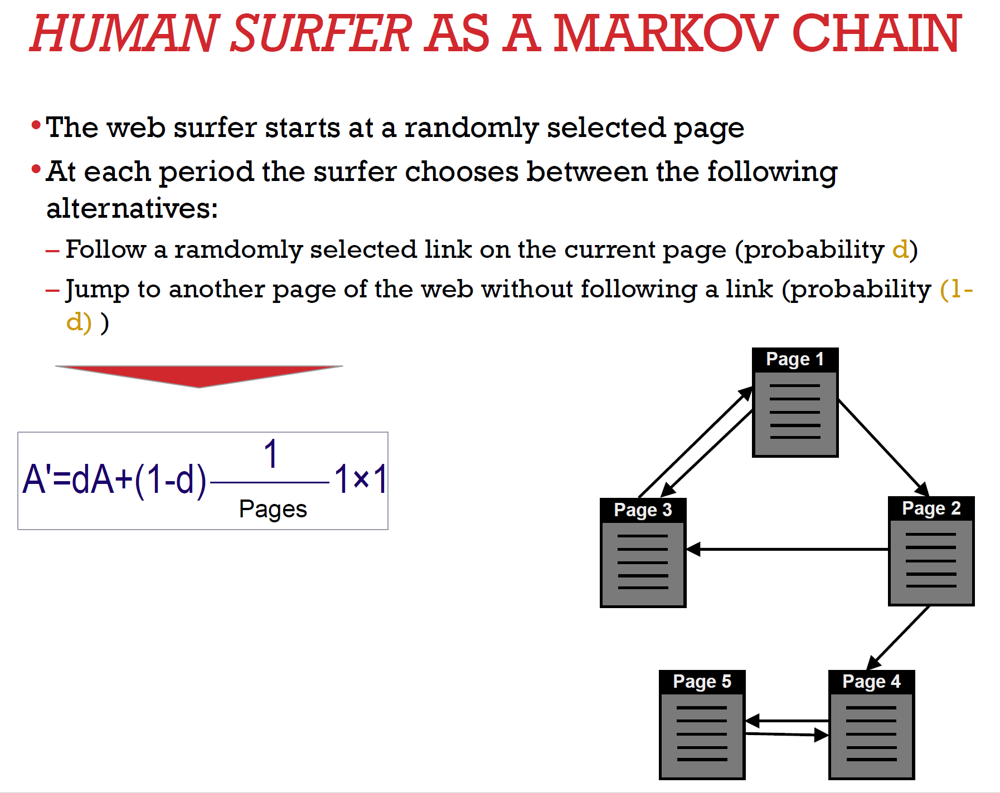 HUMAN SURFER AS A MARKOV CHAIN
•The web surfer starts at a randomly selected page
•At each period the surfer chooses between the following
alternatives:
– Follow a ramdomly selected link on the current page (probability d)
– Jump to another page of the web without following a link (probability (1-
d) )
A'=dA+(1-d) 1/Pages 1×1
Page 1
Page 3
Page 2
Page 5
Page 4